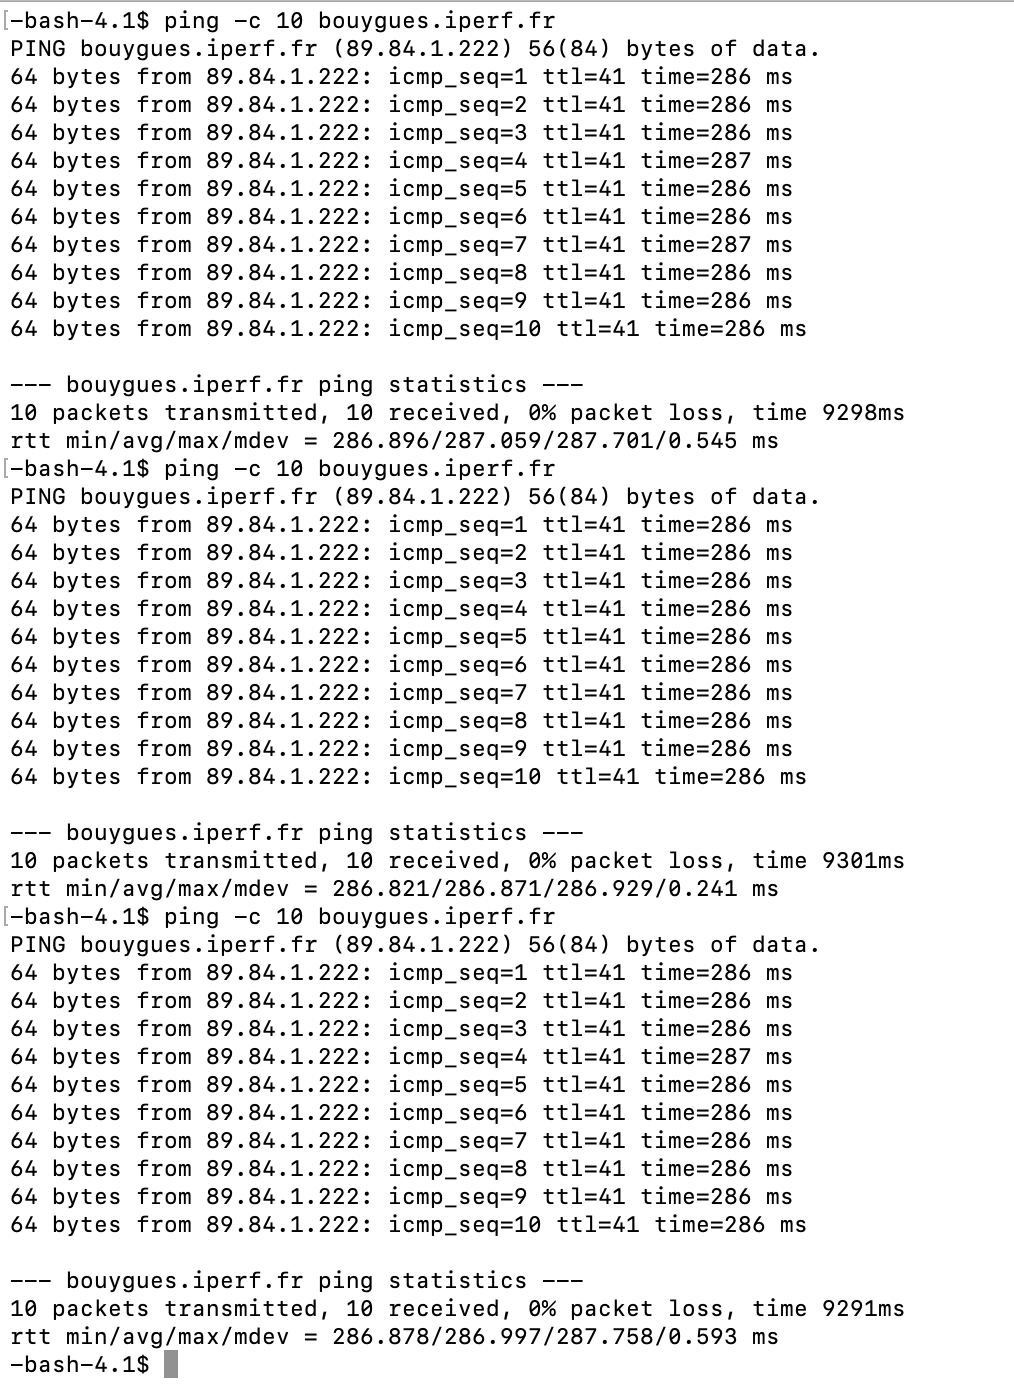 [-bash-4.1$ ping -c 10 bouygues.iperf.fr
PING bouygues.iperf.fr (89.84.1.222) 56(84) bytes of data.
64 bytes from 89.84.1.222: icmp_seq=1 ttl=41 time=286 ms
64 bytes from 89.84.1.222: icmp_seq=2 ttl=41 time=286 ms
64 bytes from 89.84.1.222: icmp_seq=3 ttl=41 time=286 ms
64 bytes from 89.84.1.222: icmp_seq=4 ttl=41 time=287 ms
64 bytes from 89.84.1.222: icmp_seq=5 ttl=41 time=286 ms
64 bytes from 89.84.1.222: icmp_seq=6 ttl=41 time=286 ms
64 bytes from 89.84.1.222: icmp_seq=7 ttl=41 time=287 ms
64 bytes from 89.84.1.222: icmp_seq=8 ttl=41 time=286 ms
64 bytes from 89.84.1.222: icmp_seq=9 ttl=41 time=286 ms
64 bytes from 89.84.1.222: icmp_seq=10 ttl=41 time=286 ms

--- bouygues.iperf.fr ping statistics ---
10 packets transmitted, 10 received, 0% packet loss, time 9298ms
rtt min/avg/max/mdev = 286.896/287.059/287.701/0.545 ms
[-bash-4.1$ ping -c 10 bouygues.iperf.fr
PING bouygues.iperf.fr (89.84.1.222) 56(84) bytes of data.
64 bytes from 89.84.1.222: icmp_seq=1 ttl=41 time=286 ms
64 bytes from 89.84.1.222: icmp_seq=2 ttl=41 time=286 ms
64 bytes from 89.84.1.222: icmp_seq=3 ttl=41 time=286 ms
64 bytes from 89.84.1.222: icmp_seq=4 ttl=41 time=286 ms
64 bytes from 89.84.1.222: icmp_seq=5 ttl=41 time=286 ms
64 bytes from 89.84.1.222: icmp_seq=6 ttl=41 time=286 ms
64 bytes from 89.84.1.222: icmp_seq=7 ttl=41 time=286 ms
64 bytes from 89.84.1.222: icmp_seq=8 ttl=41 time=286 ms
64 bytes from 89.84.1.222: icmp_seq=9 ttl=41 time=286 ms
64 bytes from 89.84.1.222: icmp_seq=10 ttl=41 time=286 ms

--- bouygues.iperf.fr ping statistics ---
10 packets transmitted, 10 received, 0% packet loss, time 9301ms
rtt min/avg/max/mdev = 286.821/286.871/286.929/0.241 ms
[-bash-4.1$ ping -c 10 bouygues.iperf.fr
PING bouygues.iperf.fr (89.84.1.222) 56(84) bytes of data.
64 bytes from 89.84.1.222: icmp_seq=1 ttl=41 time=286 ms
64 bytes from 89.84.1.222: icmp_seq=2 ttl=41 time=286 ms
64 bytes from 89.84.1.222: icmp_seq=3 ttl=41 time=286 ms
64 bytes from 89.84.1.222: icmp_seq=4 ttl=41 time=287 ms
64 bytes from 89.84.1.222: icmp_seq=5 ttl=41 time=286 ms
64 bytes from 89.84.1.222: icmp_seq=6 ttl=41 time=286 ms
64 bytes from 89.84.1.222: icmp_seq=7 ttl=41 time=286 ms
64 bytes from 89.84.1.222: icmp_seq=8 ttl=41 time=286 ms
64 bytes from 89.84.1.222: icmp_seq=9 ttl=41 time=286 ms
64 bytes from 89.84.1.222: icmp_seq=10 ttl=41 time=286 ms

--- bouygues.iperf.fr ping statistics ---
10 packets transmitted, 10 received, 0% packet loss, time 9291ms
rtt min/avg/max/mdev = 286.878/286.997/287.758/0.593 ms
-bash-4.1$